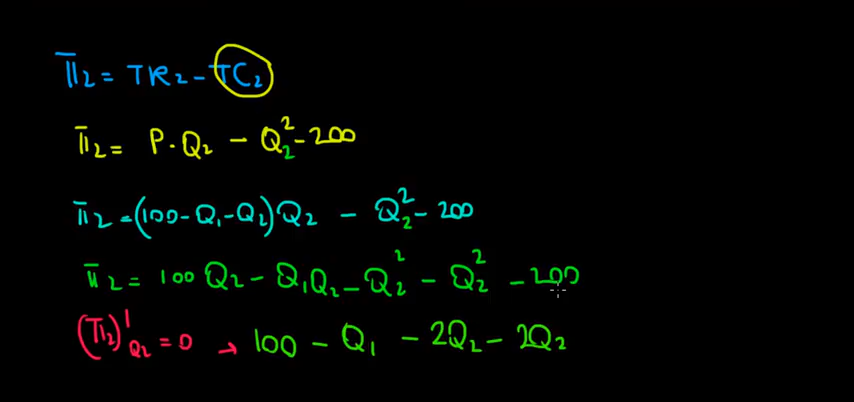 π₂ = TR₂ - TC₂
π₂ = P·Q₂ - Q₂² - 200
π₂ = (100 - Q₁ - Q₂)Q₂ - Q₂² - 200
π₂ = 100Q₂ - Q₁Q₂ - Q₂² - Q₂² - 200
(π₂)'Q₂ = 0 → 100 - Q₁ - 2Q₂ - 2Q₂